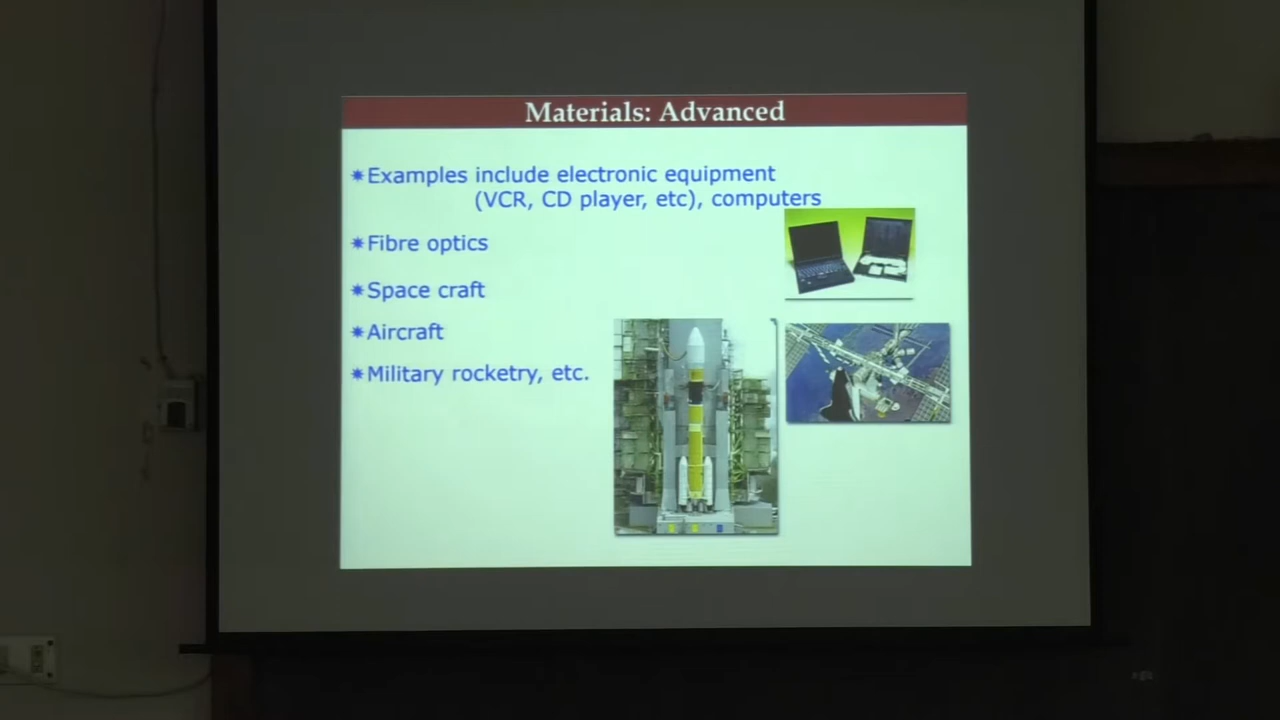 Materials: Advanced
✷Examples include electronic equipment
(VCR, CD player, etc), computers
✷Fibre optics
✷Space craft
✷Aircraft
✷Military rocketry, etc.